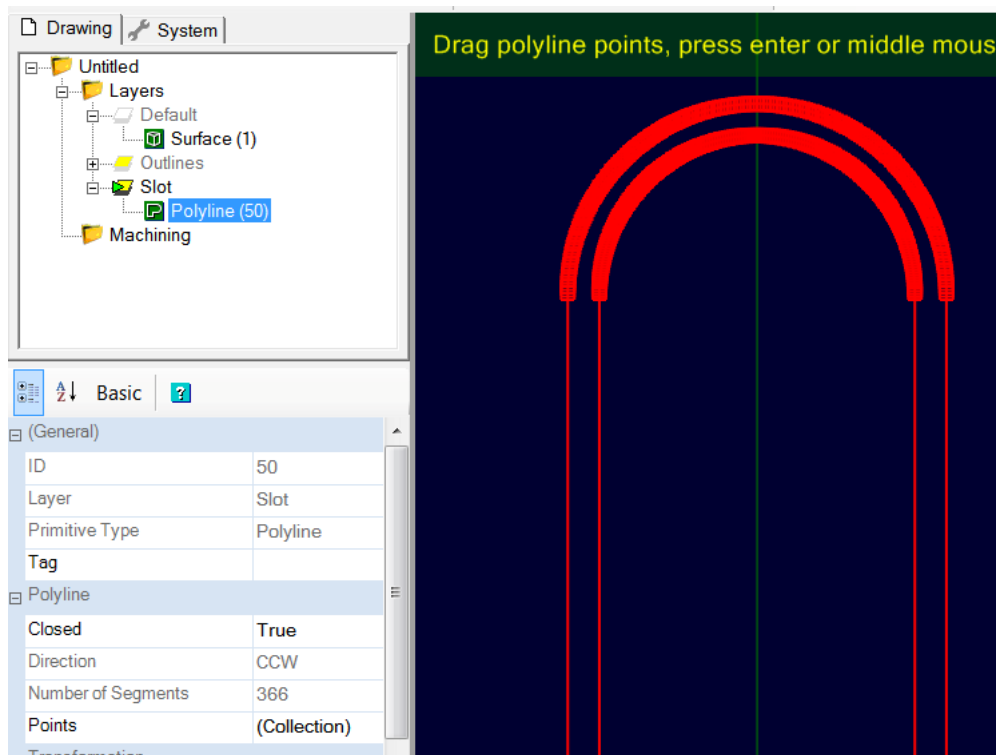 Drawing System
Drag polyline points, press enter or middle mous
Untitled
Layers
Default
Surface (1)
Outlines
Slot
Polyline (50)
Machining
Basic
(General)
ID 50
Layer Slot
Primitive Type Polyline
Tag
Polyline
Closed True
Direction CCW
Number of Segments 366
Points (Collection)
Transformation